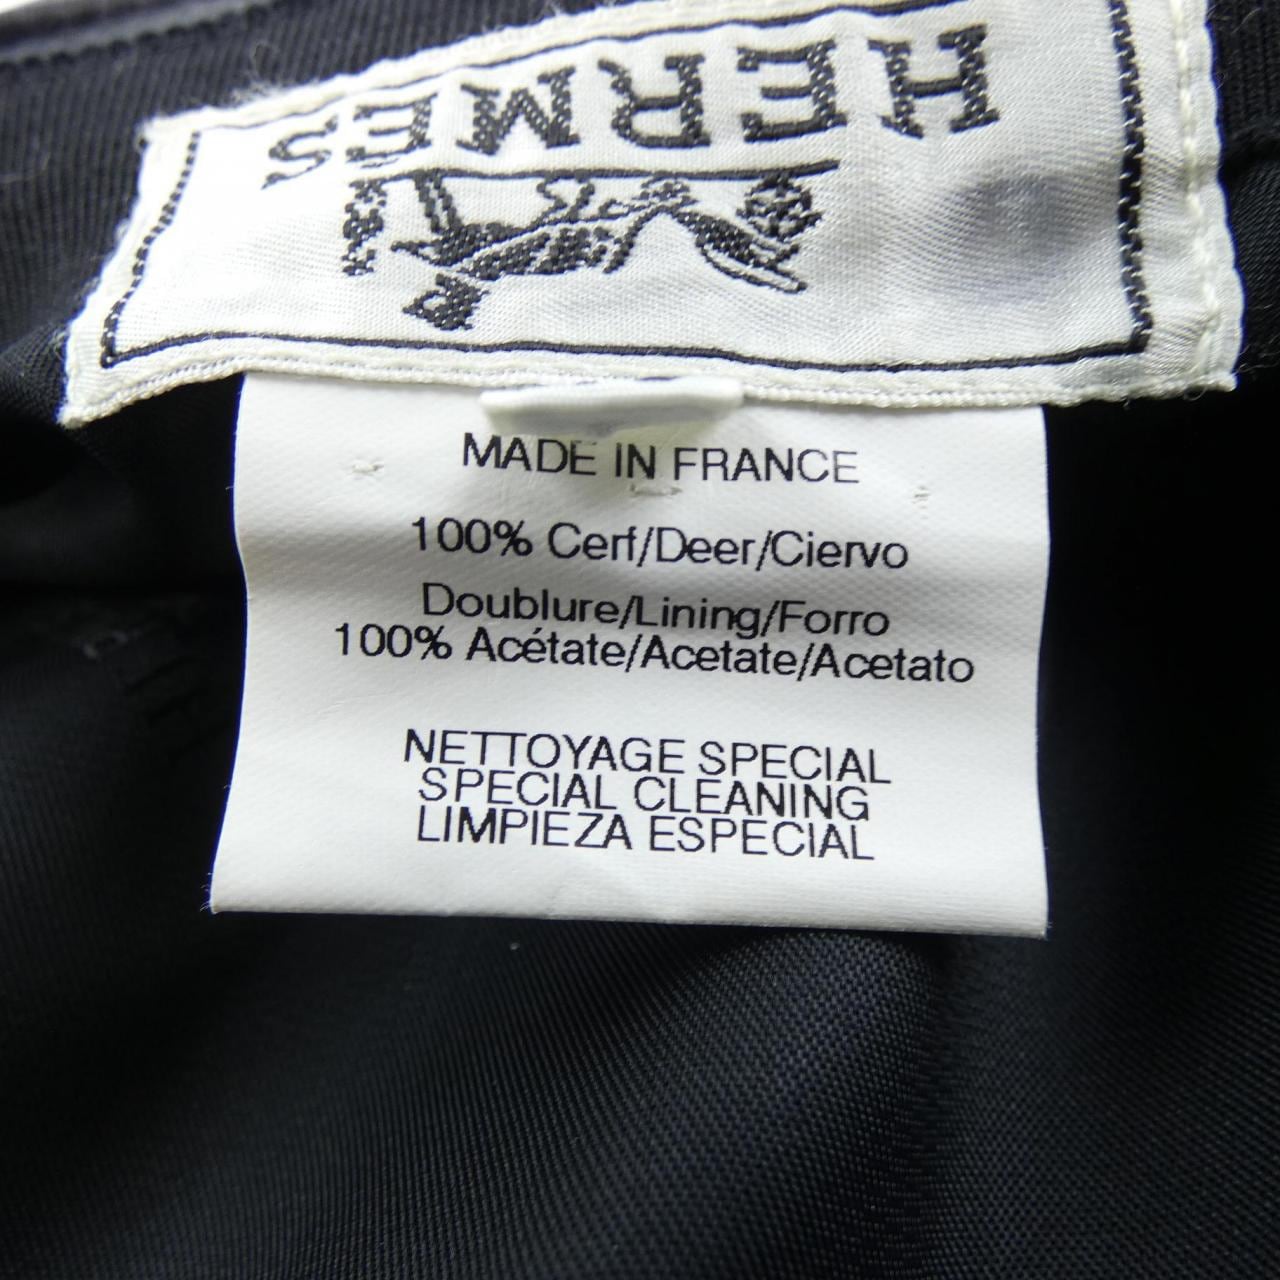 HERMES
MADE IN FRANCE
100% Cerf/Deer/Ciervo
Doublure/Lining/Forro
100% Acétate/Acetate/Acetato
NETTOYAGE SPECIAL
SPECIAL CLEANING
LIMPIEZA ESPECIAL